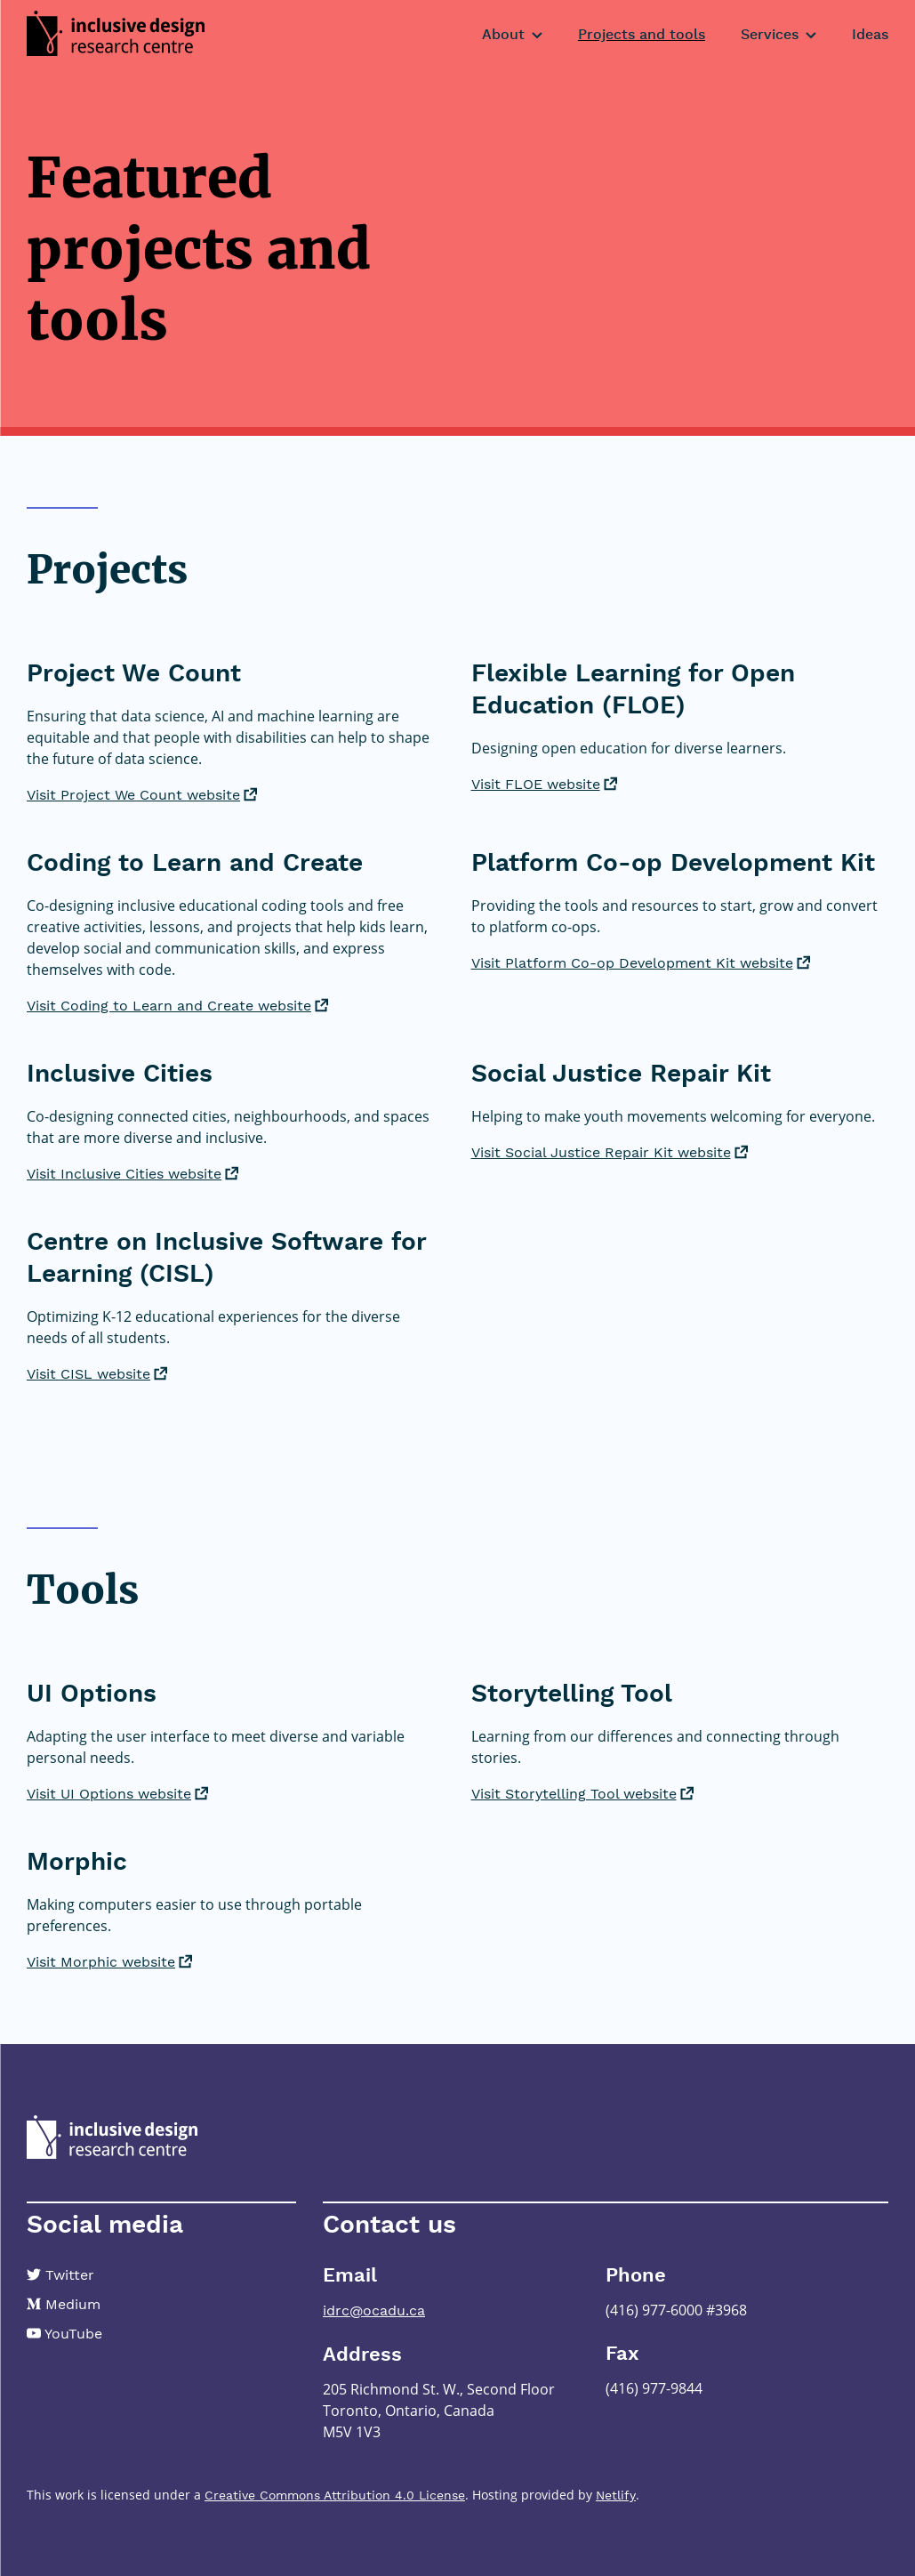 inclusive design
research centre
About
Projects and tools
Services
Ideas
Featured
projects and
tools
Projects
Project We Count
Ensuring that data science, AI and machine learning are
equitable and that people with disabilities can help to shape
the future of data science.
Visit Project We Count website
Flexible Learning for Open
Education (FLOE)
Designing open education for diverse learners.
Visit FLOE website
Coding to Learn and Create
Co-designing inclusive educational coding tools and free
creative activities, lessons, and projects that help kids learn,
develop social and communication skills, and express
themselves with code.
Visit Coding to Learn and Create website
Platform Co-op Development Kit
Providing the tools and resources to start, grow and convert
to platform co-ops.
Visit Platform Co-op Development Kit website
Inclusive Cities
Co-designing connected cities, neighbourhoods, and spaces
that are more diverse and inclusive.
Visit Inclusive Cities website
Social Justice Repair Kit
Helping to make youth movements welcoming for everyone.
Visit Social Justice Repair Kit website
Centre on Inclusive Software for
Learning (CISL)
Optimizing K-12 educational experiences for the diverse
needs of all students.
Visit CISL website
Tools
UI Options
Adapting the user interface to meet diverse and variable
personal needs.
Visit UI Options website
Storytelling Tool
Learning from our differences and connecting through
stories.
Visit Storytelling Tool website
Morphic
Making computers easier to use through portable
preferences.
Visit Morphic website
inclusive design
research centre
Social media
Twitter
Medium
YouTube
Contact us
Email
idrc@ocadu.ca
Address
205 Richmond St. W., Second Floor
Toronto, Ontario, Canada
M5V 1V3
Phone
(416) 977-6000 #3968
Fax
(416) 977-9844
This work is licensed under a Creative Commons Attribution 4.0 License. Hosting provided by Netlify.